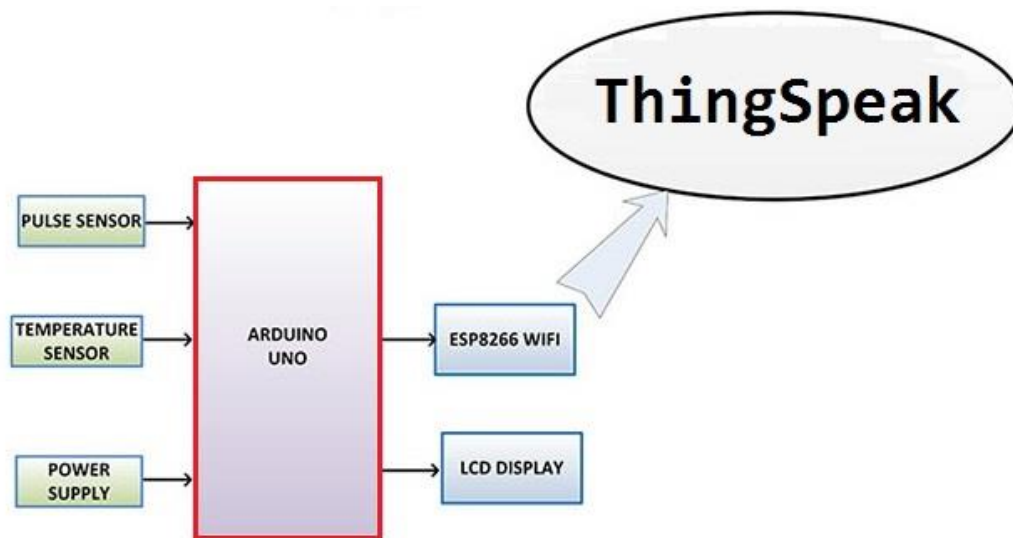 ThingSpeak
PULSE SENSOR
TEMPERATURE
SENSOR
POWER
SUPPLY
ARDUINO
UNO
ESP8266 WIFI
LCD DISPLAY